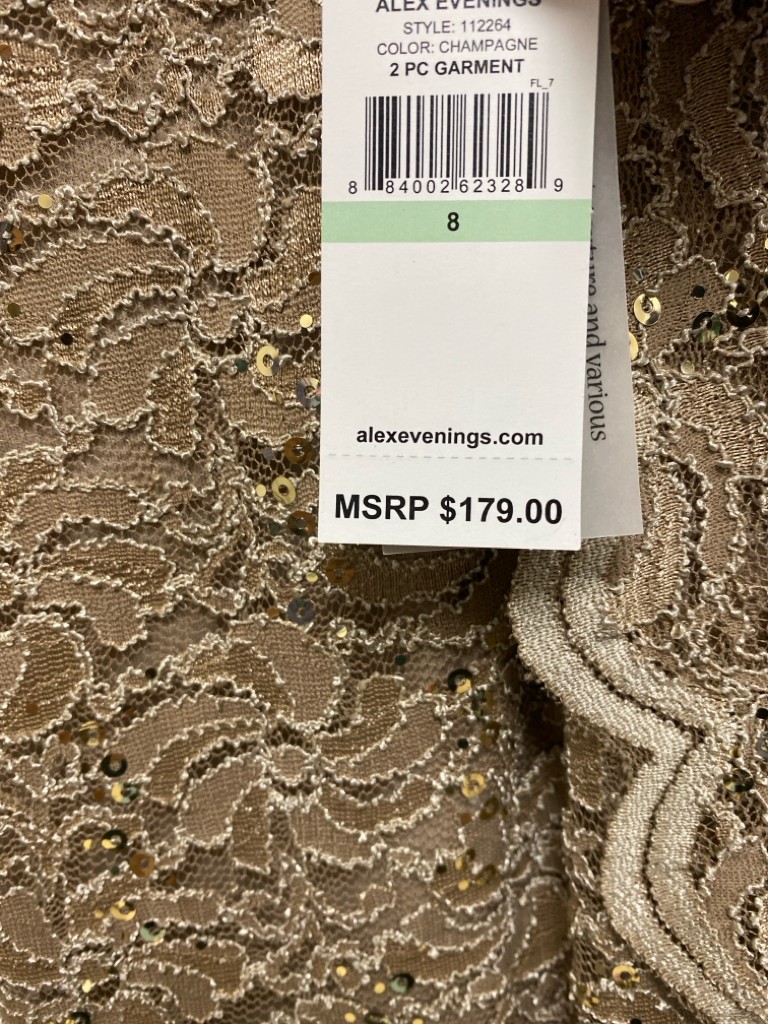 ALEX EVENINGS
STYLE: 112264
COLOR: CHAMPAGNE
2 PC GARMENT
FL_7
8 84002 62328 9
8
alexevenings.com
MSRP $179.00
and various